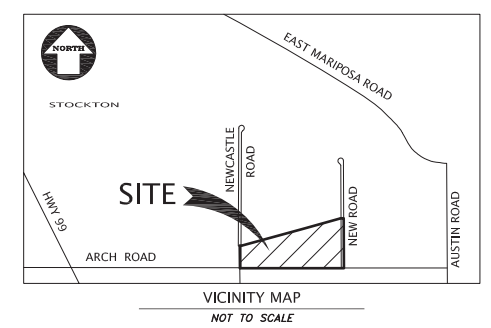 NORTH
STOCKTON
EAST MARIPOSA ROAD
NEWCASTLE
ROAD
SITE
NEW ROAD
AUSTIN ROAD
HWY 99
ARCH ROAD
VICINITY MAP
NOT TO SCALE